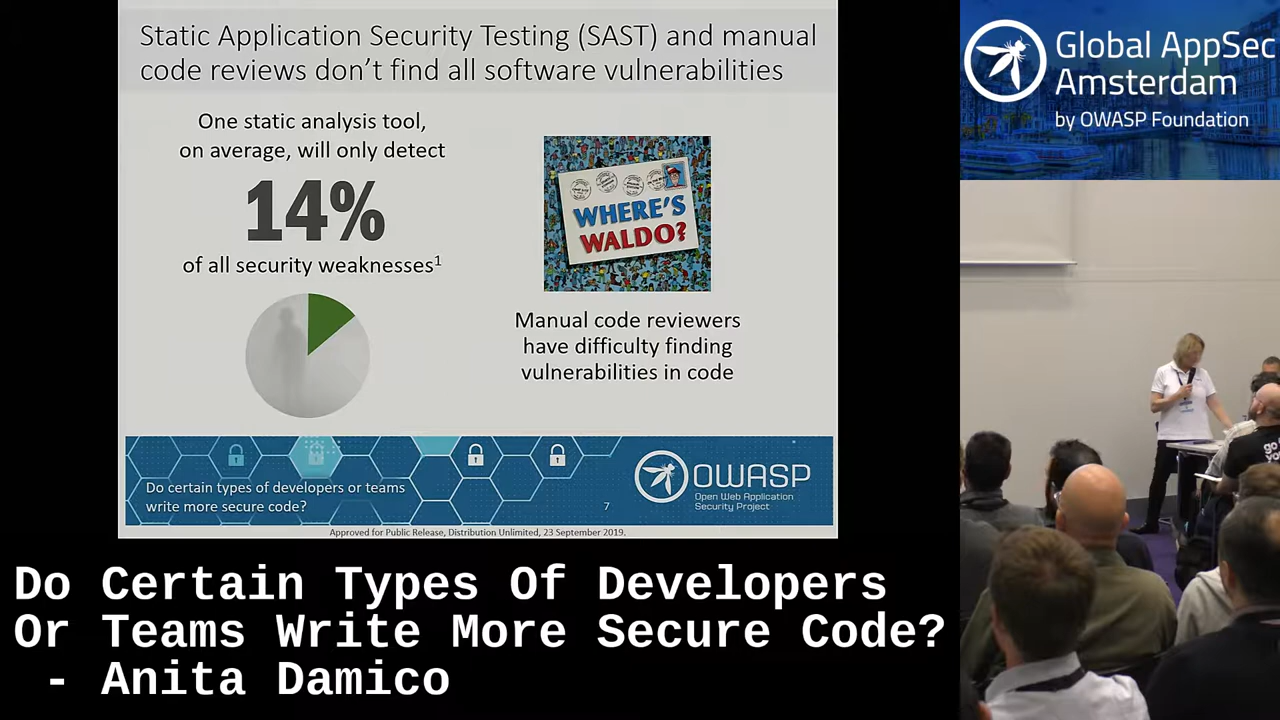 Static Application Security Testing (SAST) and manual
code reviews don't find all software vulnerabilities
One static analysis tool,
on average, will only detect
14%
of all security weaknesses1
WHERE'S
WALDO?
Manual code reviewers
have difficulty finding
vulnerabilities in code
Do certain types of developers or teams
write more secure code?
7
OWASP
Open Web Application
Security Project
Approved for Public Release, Distribution Unlimited, 23 September 2019.
Do Certain Types Of Developers
Or Teams Write More Secure Code?
- Anita Damico
Global AppSec
Amsterdam
by OWASP Foundation
go